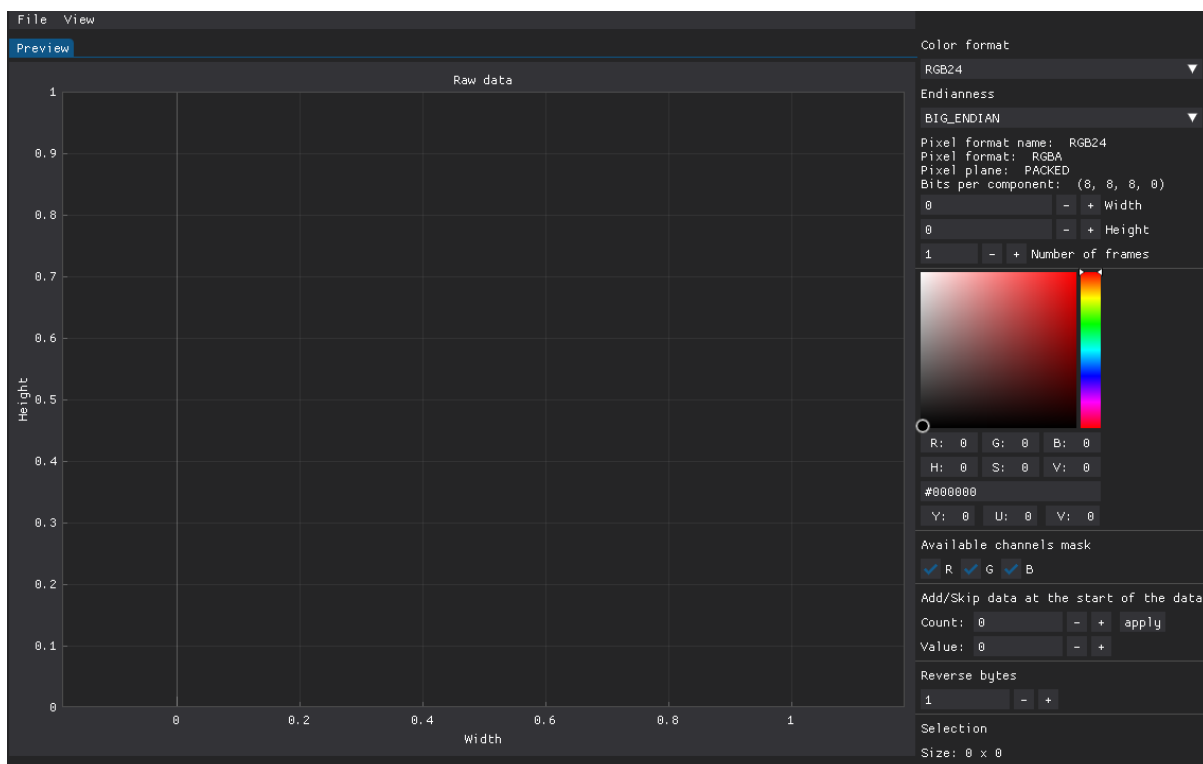 File View
Preview
Raw data
1
0.9
0.8
0.7
0.6
0.5
0.4
0.3
0.2
0.1
0
Height
0 0.2 0.4 0.6 0.8 1
Width
Color format
RGB24
Endianness
BIG_ENDIAN
Pixel format name: RGB24
Pixel format: RGBA
Pixel plane: PACKED
Bits per component: (8, 8, 8, 0)
0 - + Width
0 - + Height
1 - + Number of frames
R: 0 G: 0 B: 0
H: 0 S: 0 V: 0
#000000
Y: 0 U: 0 V: 0
Available channels mask
R G B
Add/Skip data at the start of the data
Count: 0 - + apply
Value: 0 - +
Reverse bytes
1 - +
Selection
Size: 0 x 0